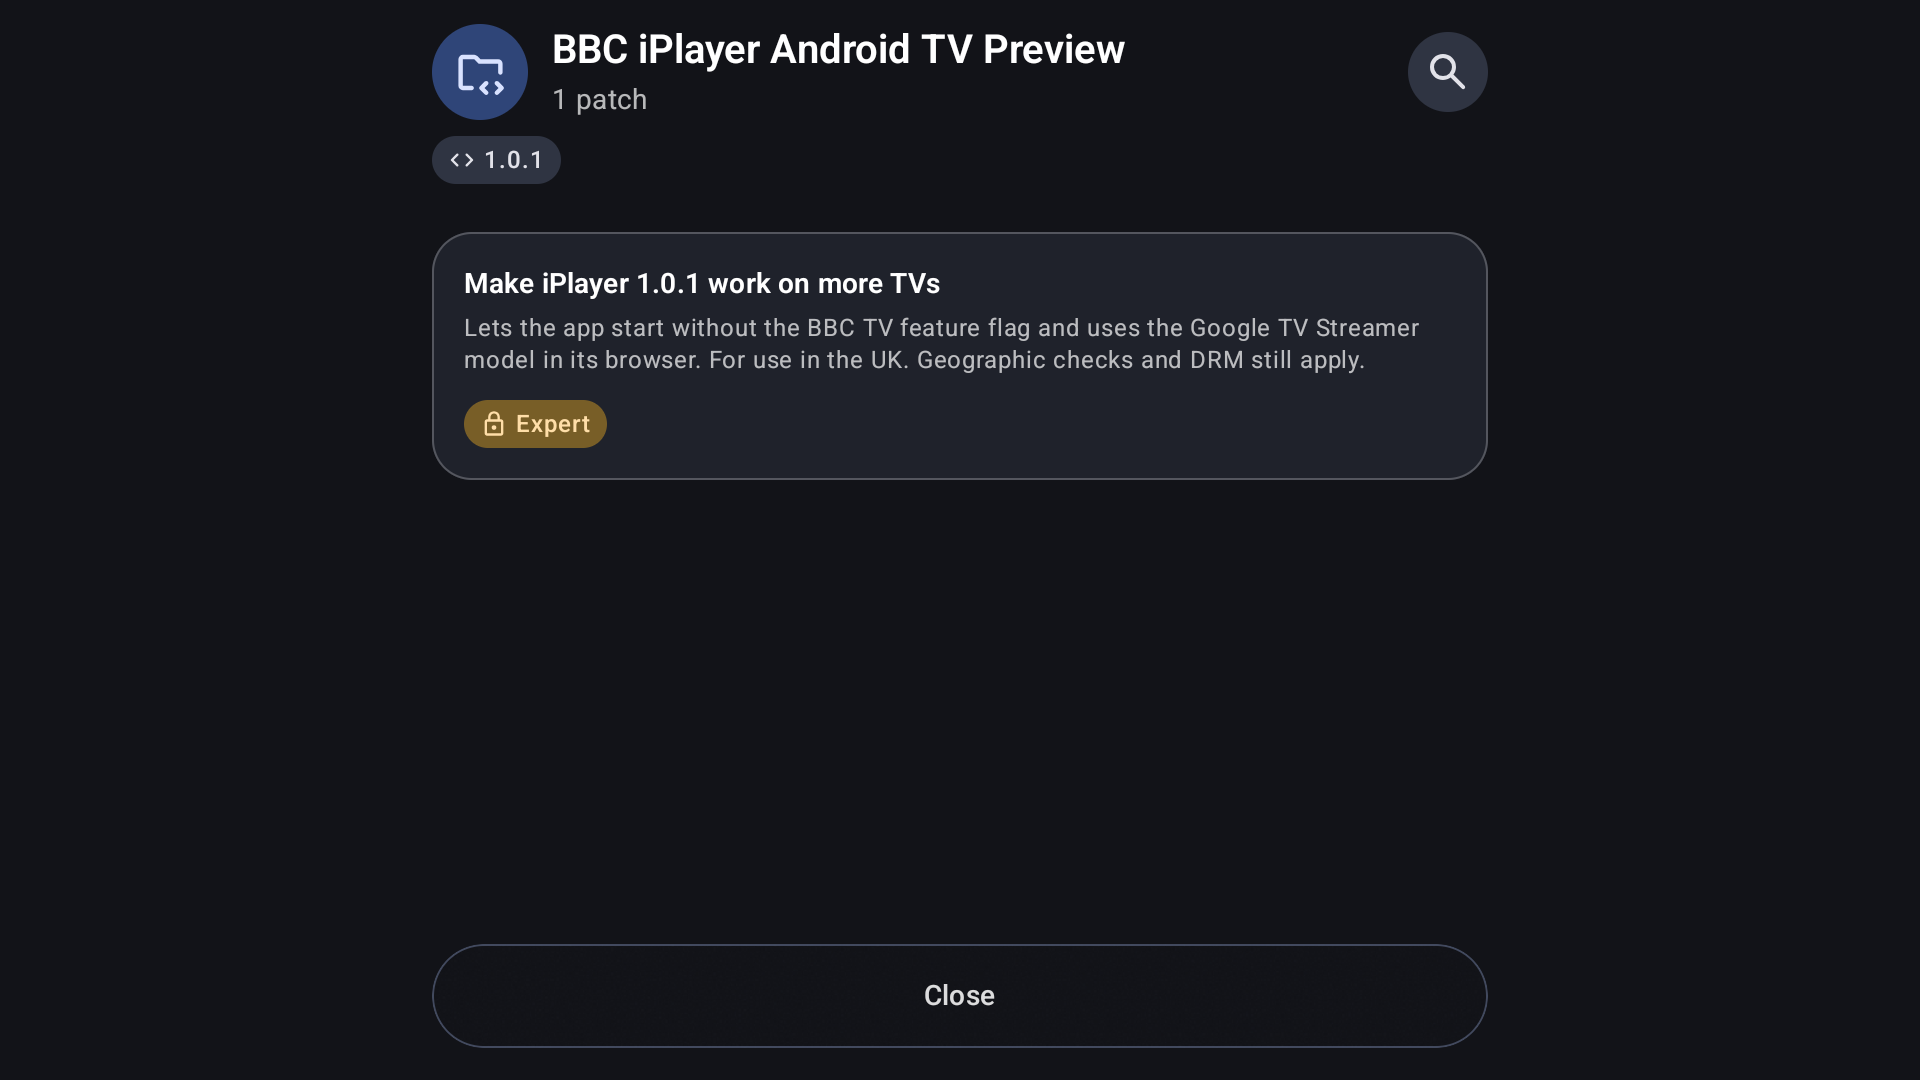 BBC iPlayer Android TV Preview
1 patch
1.0.1
Make iPlayer 1.0.1 work on more TVs
Lets the app start without the BBC TV feature flag and uses the Google TV Streamer
model in its browser. For use in the UK. Geographic checks and DRM still apply.
Expert
Close